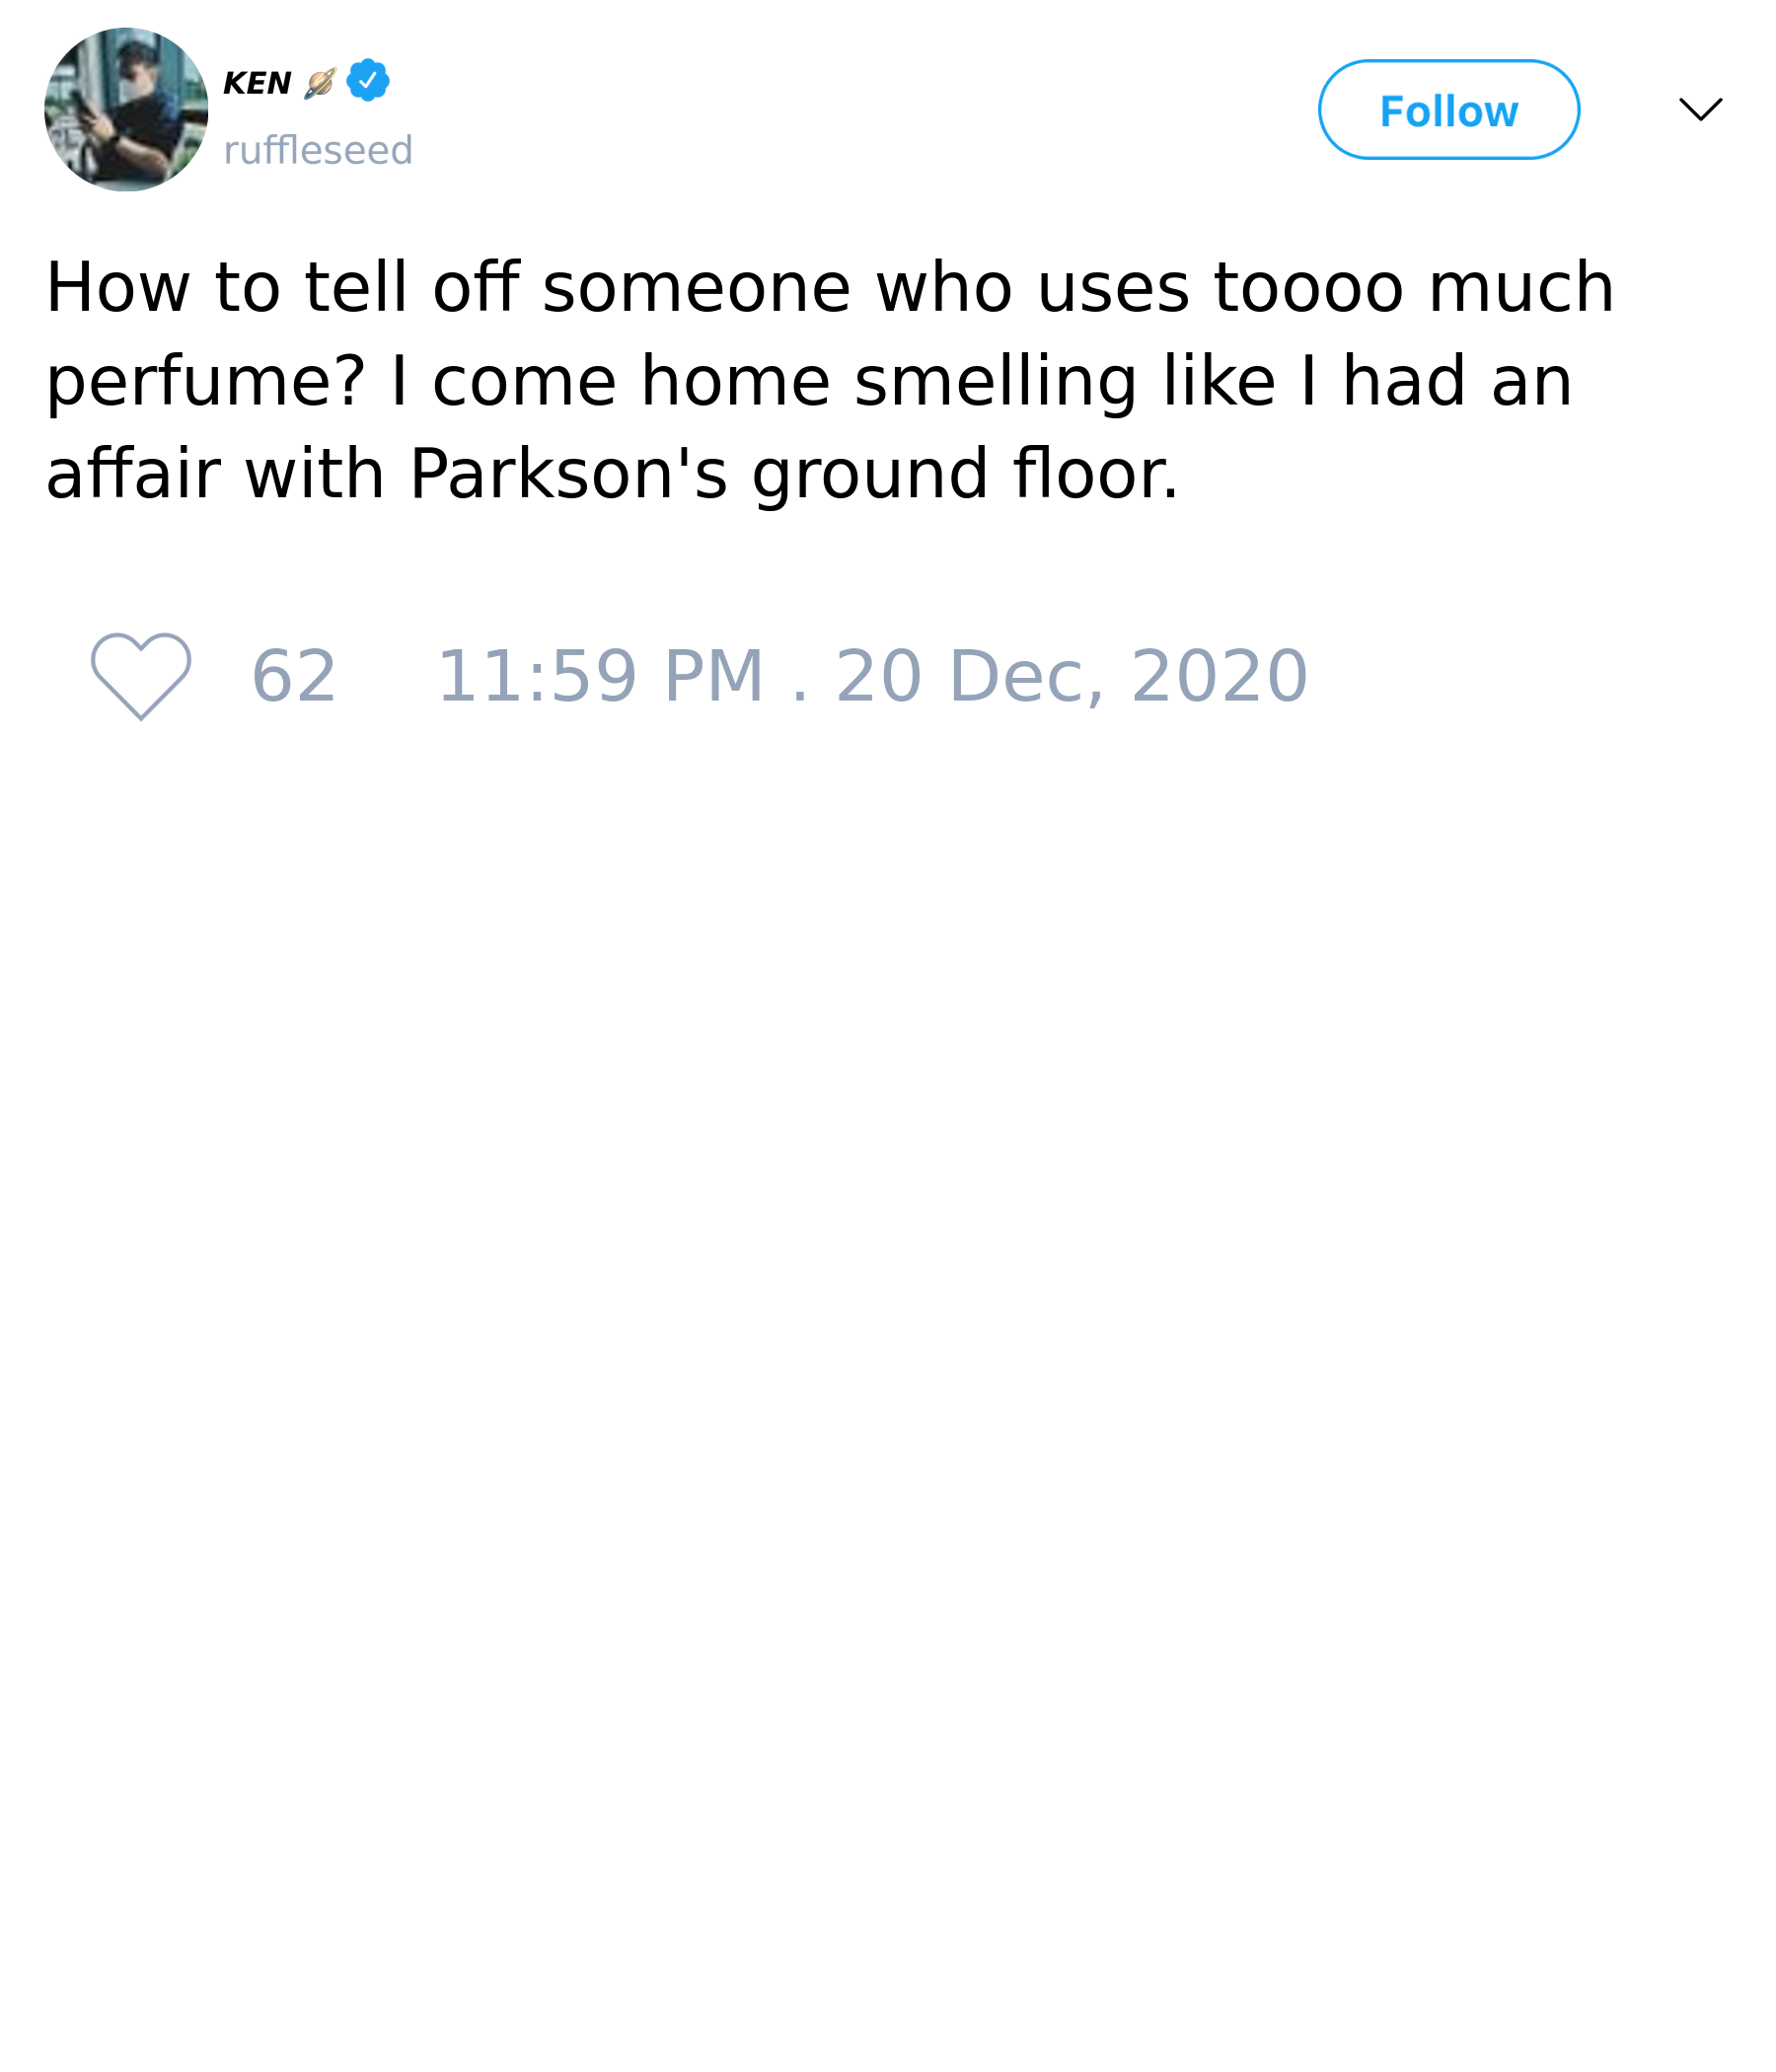 KEN 🪐
ruffleseed
Follow
How to tell off someone who uses toooo much
perfume? I come home smelling like I had an
affair with Parkson's ground floor.
62 11:59 PM . 20 Dec, 2020